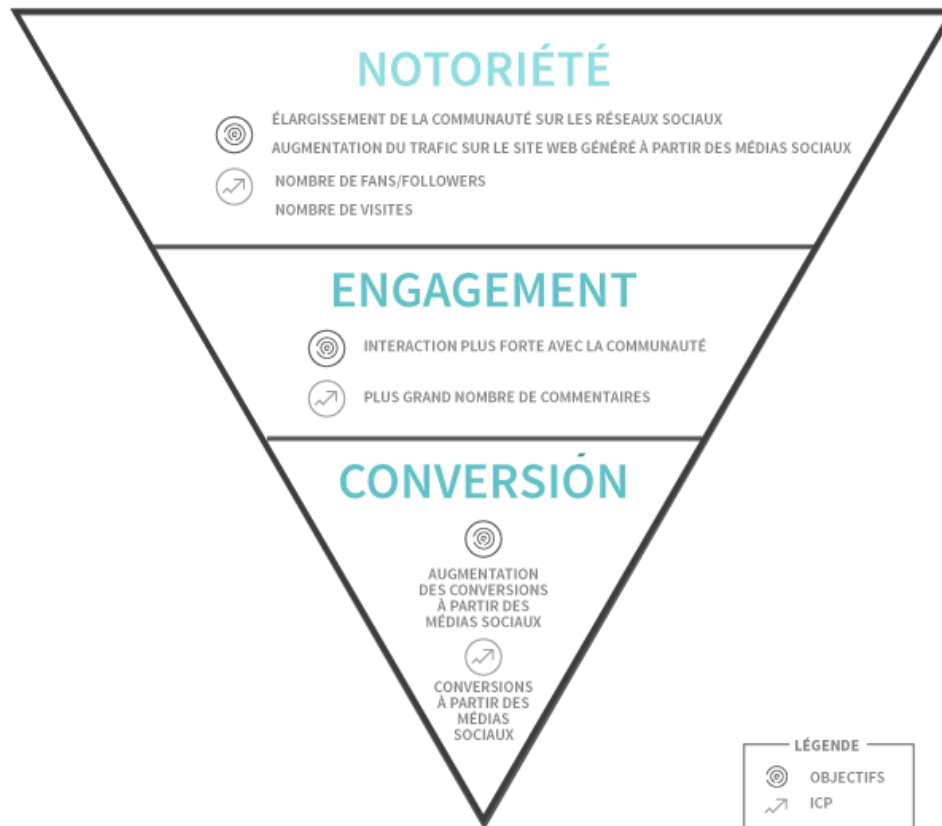 NOTORIÉTÉ
ÉLARGISSEMENT DE LA COMMUNAUTÉ SUR LES RÉSEAUX SOCIAUX
AUGMENTATION DU TRAFIC SUR LE SITE WEB GÉNÉRÉ À PARTIR DES MÉDIAS SOCIAUX
NOMBRE DE FANS/FOLLOWERS
NOMBRE DE VISITES
ENGAGEMENT
INTERACTION PLUS FORTE AVEC LA COMMUNAUTÉ
PLUS GRAND NOMBRE DE COMMENTAIRES
CONVERSIÓN
AUGMENTATION
DES CONVERSIONS
À PARTIR DES
MÉDIAS SOCIAUX
CONVERSIONS
À PARTIR DES
MÉDIAS
SOCIAUX
LÉGENDE
OBJECTIFS
ICP